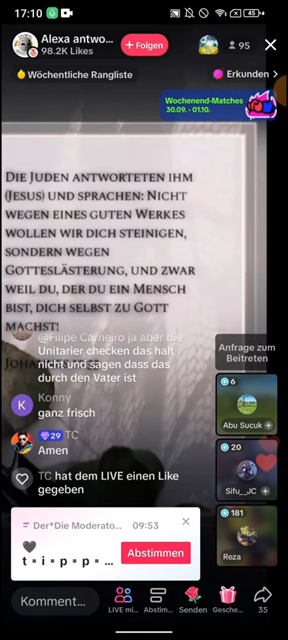 17:10
45
Alexa antwo...
98.2K Likes
+ Folgen
95
Wöchentliche Rangliste
Erkunden >
Wochenend-Matches
30.09. - 01.10.
Die Juden antworteten ihm
(Jesus) und sprachen: Nicht
wegen eines guten Werkes
wollen wir dich steinigen,
sondern wegen
Gotteslästerung, und zwar
weil du, der du ein Mensch
bist, dich selbst zu Gott
machst!
@Filipe Carneiro ja aber die
Unitarier checken das halt
nicht und sagen dass das
durch den Vater ist
K
Konny
ganz frisch
29 TC
Amen
TC hat dem LIVE einen Like
gegeben
Anfrage zum
Beitreten
6
Abu Sucuk +
20
Sifu__JC +
181
Reza
Der*Die Moderato... 09:53
t • i • p • p • ...
Abstimmen
Komment...
LIVE mi...
Abstim...
Senden
Gesche...
35